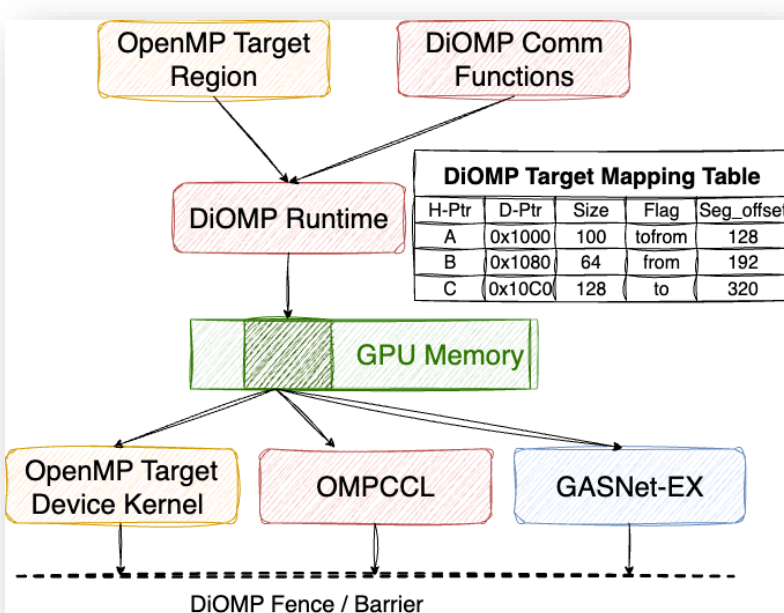 OpenMP Target
Region
DiOMP Comm
Functions
DiOMP Runtime
DiOMP Target Mapping Table
H-Ptr D-Ptr Size Flag Seg_offset
A 0x1000 100 tofrom 128
B 0x1080 64 from 192
C 0x10C0 128 to 320
GPU Memory
OpenMP Target
Device Kernel
OMPCCL
GASNet-EX
DiOMP Fence / Barrier